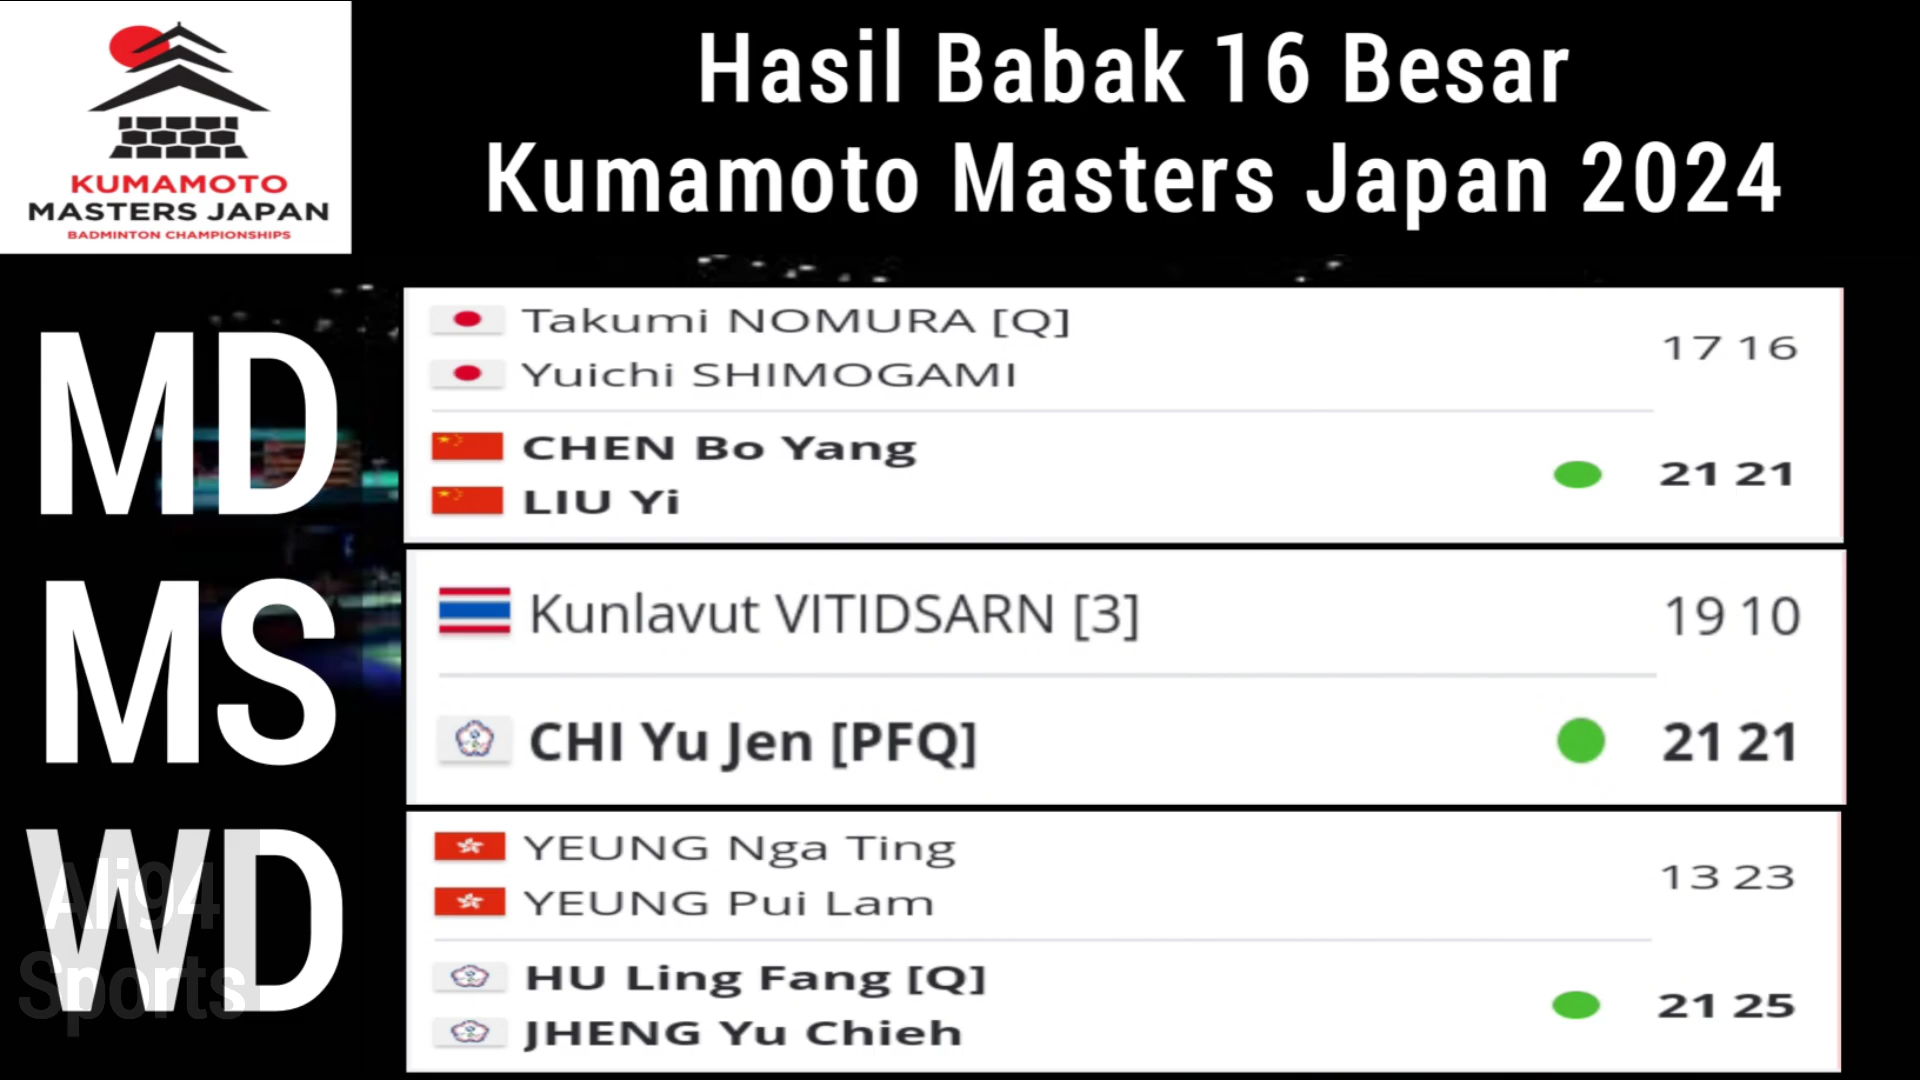 KUMAMOTO
MASTERS JAPAN
BADMINTON CHAMPIONSHIPS
Hasil Babak 16 Besar
Kumamoto Masters Japan 2024
MD
Takumi NOMURA [Q]
Yuichi SHIMOGAMI
17 16
CHEN Bo Yang
LIU Yi
21 21
MS
Kunlavut VITIDSARN [3]
19 10
CHI Yu Jen [PFQ]
21 21
WD
YEUNG Nga Ting
YEUNG Pui Lam
13 23
HU Ling Fang [Q]
JHENG Yu Chieh
21 25
Ali94
Sports